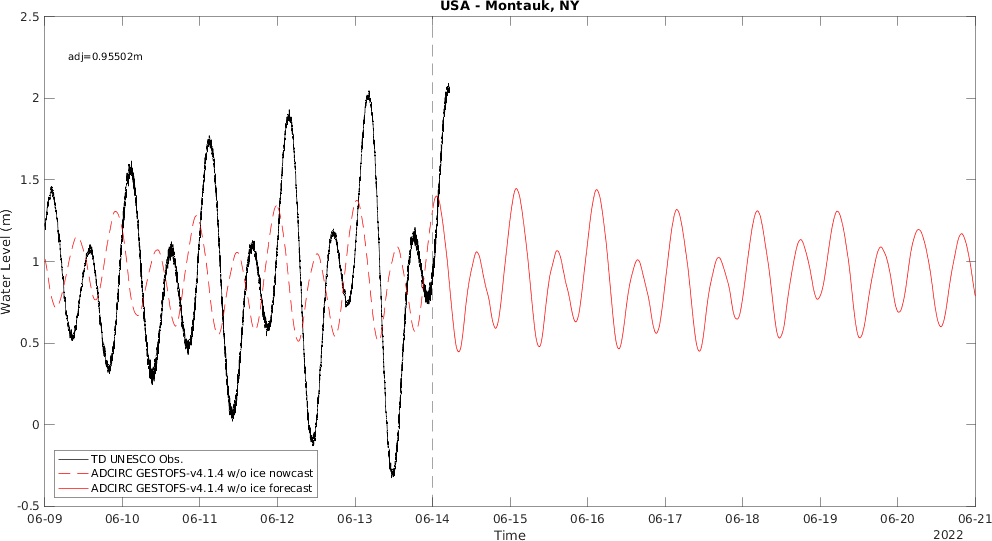 USA - Montauk, NY
2.5
adj=0.95502m
2
1.5
1
0.5
0
-0.5
Water Level (m)
TD UNESCO Obs.
ADCIRC GESTOFS-v4.1.4 w/o ice nowcast
ADCIRC GESTOFS-v4.1.4 w/o ice forecast
06-09 06-10 06-11 06-12 06-13 06-14 06-15 06-16 06-17 06-18 06-19 06-20 06-21
Time
2022